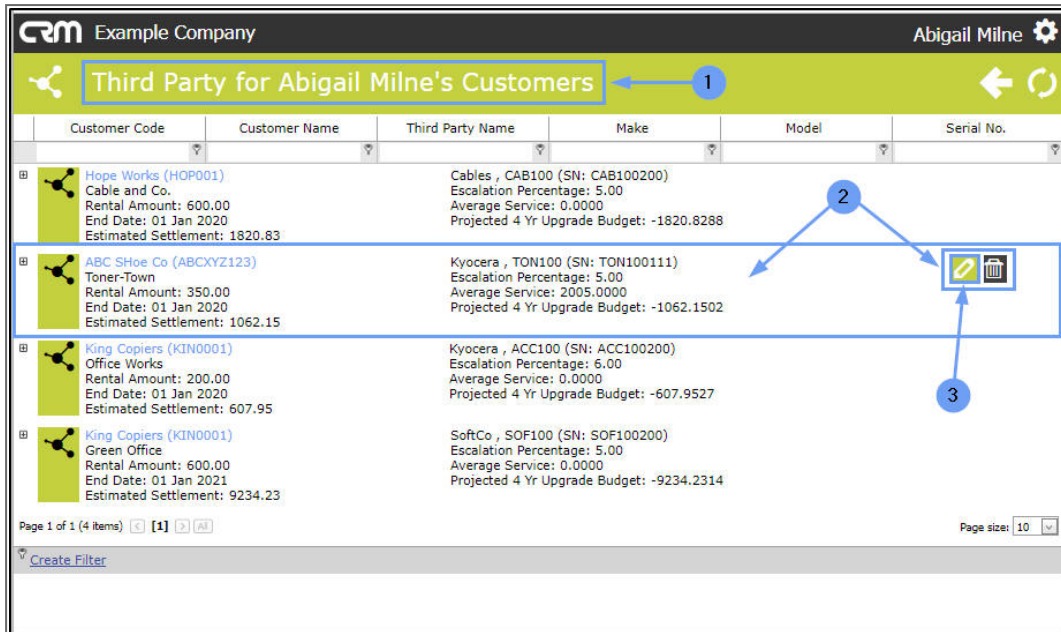 CRM Example Company
Abigail Milne
Third Party for Abigail Milne's Customers
1
Customer Code Customer Name Third Party Name Make Model Serial No.
Hope Works (HOP001)
Cable and Co.
Rental Amount: 600.00
End Date: 01 Jan 2020
Estimated Settlement: 1820.83
Cables , CAB100 (SN: CAB100200)
Escalation Percentage: 5.00
Average Service: 0.0000
Projected 4 Yr Upgrade Budget: -1820.8288
2
ABC SHoe Co (ABCXYZ123)
Toner-Town
Rental Amount: 350.00
End Date: 01 Jan 2020
Estimated Settlement: 1062.15
Kyocera , TON100 (SN: TON100111)
Escalation Percentage: 5.00
Average Service: 2005.0000
Projected 4 Yr Upgrade Budget: -1062.1502
King Copiers (KIN0001)
Office Works
Rental Amount: 200.00
End Date: 01 Jan 2020
Estimated Settlement: 607.95
Kyocera , ACC100 (SN: ACC100200)
Escalation Percentage: 6.00
Average Service: 0.0000
Projected 4 Yr Upgrade Budget: -607.9527
3
King Copiers (KIN0001)
Green Office
Rental Amount: 600.00
End Date: 01 Jan 2021
Estimated Settlement: 9234.23
SoftCo , SOF100 (SN: SOF100200)
Escalation Percentage: 5.00
Average Service: 0.0000
Projected 4 Yr Upgrade Budget: -9234.2314
Page 1 of 1 (4 items) < [1] > All
Page size: 10
Create Filter